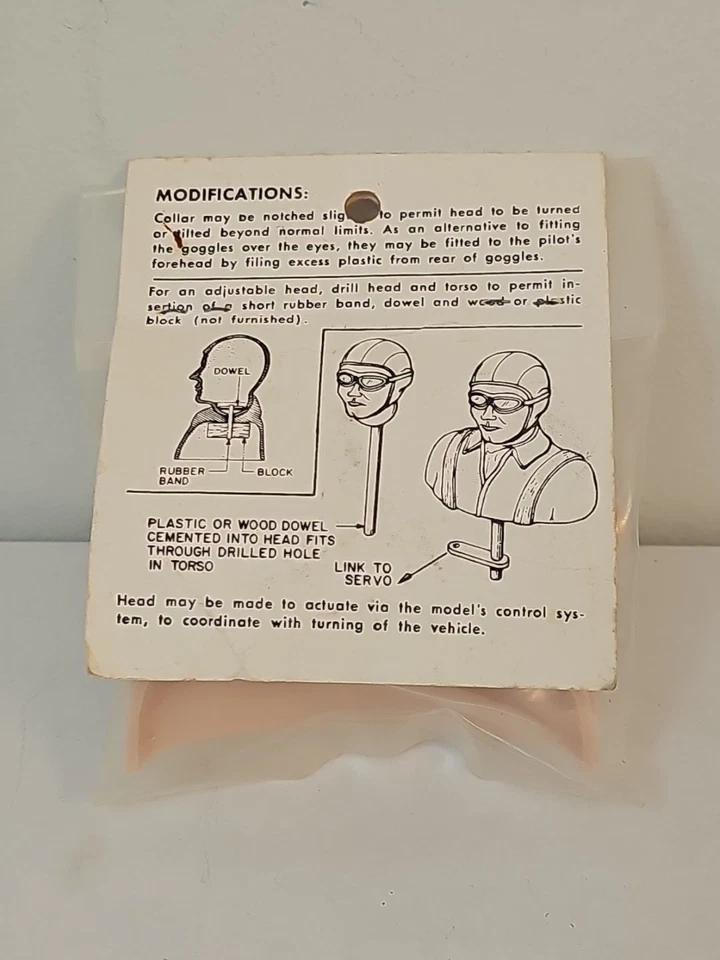 MODIFICATIONS:
Collar may be notched to permit head to be turned
or tilted beyond normal limits. As an alternative to fitting
the goggles over the eyes, they may be fitted to the pilot's
forehead by filing excess plastic from rear of goggles.
For an adjustable head, drill head and torso to permit in-
sertion of a short rubber band, dowel and wood or plastic
block (not furnished).
DOWEL
RUBBER
BAND
BLOCK
PLASTIC OR WOOD DOWEL
CEMENTED INTO HEAD FITS
THROUGH DRILLED HOLE
IN TORSO
LINK TO
SERVO
Head may be made to actuate via the model's control sys-
tem, to coordinate with turning of the vehicle.